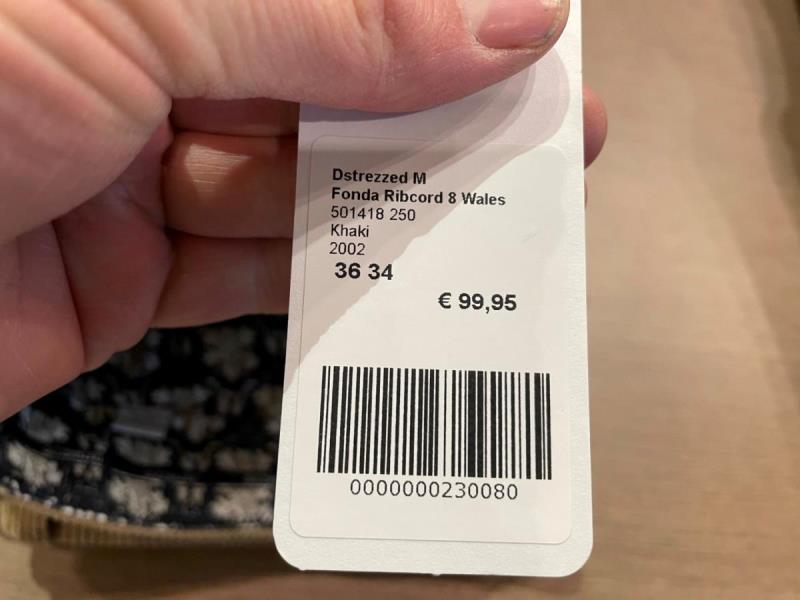 Dstrezzed M
Fonda Ribcord 8 Wales
501418 250
Khaki
2002
36 34
€ 99,95
0000000230080